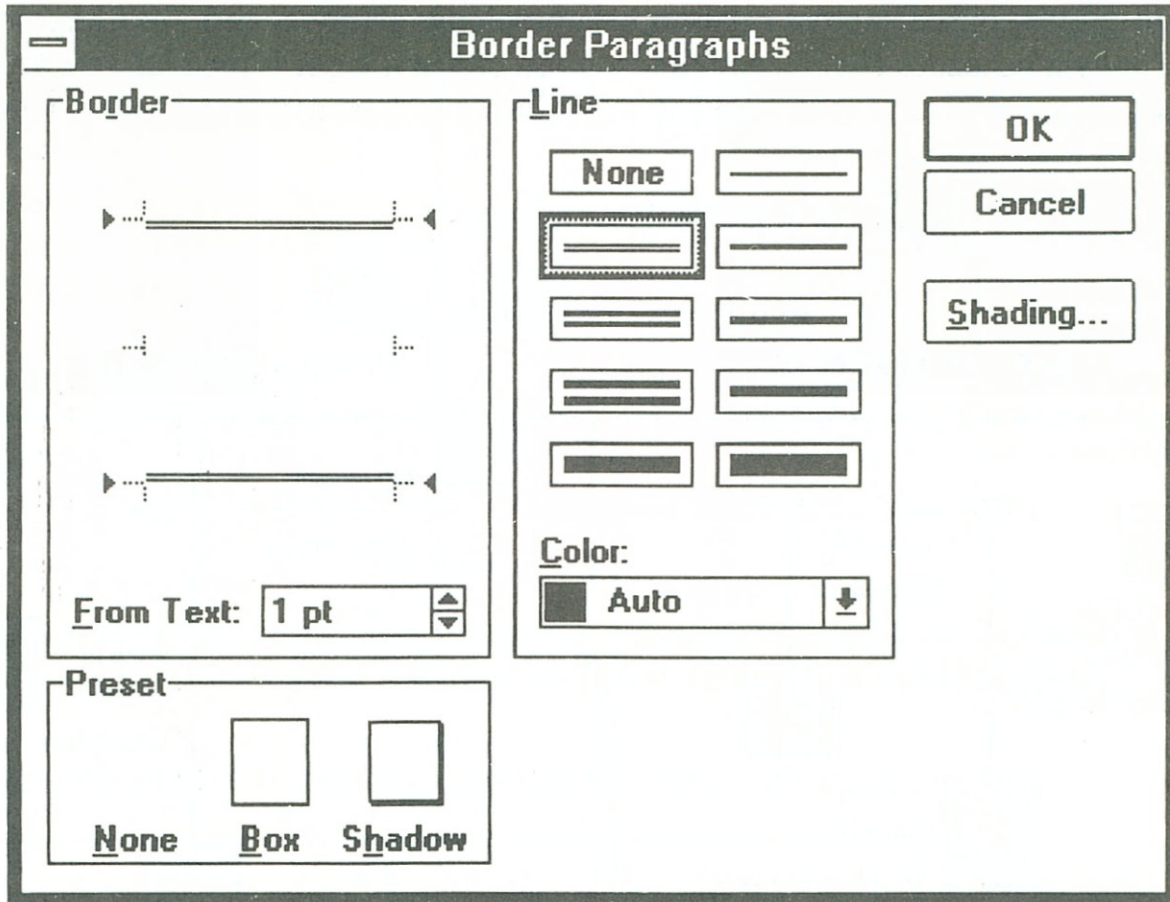 Border Paragraphs
Border
From Text: 1 pt
Line
None
Color:
Auto
OK
Cancel
Shading...
Preset
None Box Shadow